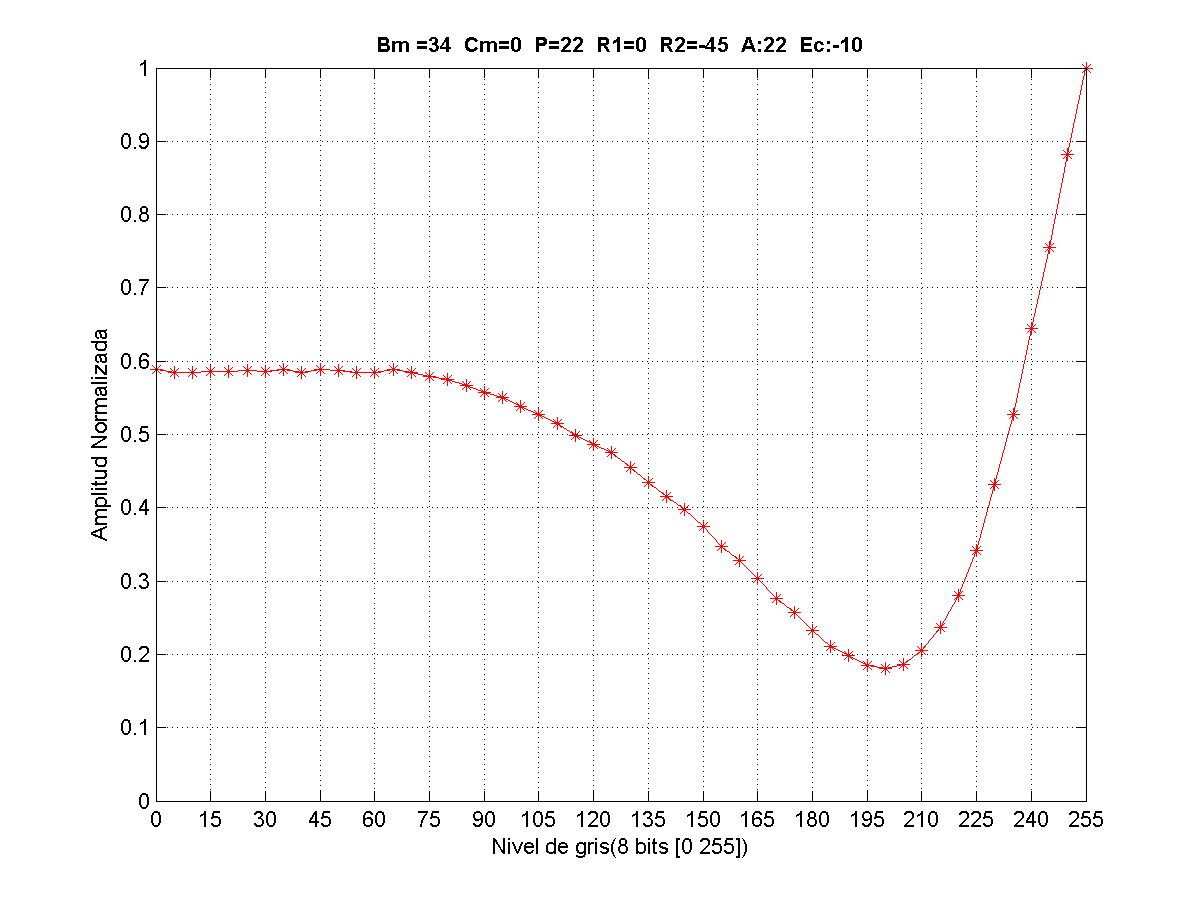 Bm =34 Cm=0 P=22 R1=0 R2=-45 A:22 Ec:-10
1
0.9
0.8
0.7
0.6
0.5
0.4
0.3
0.2
0.1
0
Amplitud Normalizada
0 15 30 45 60 75 90 105 120 135 150 165 180 195 210 225 240 255
Nivel de gris(8 bits [0 255])